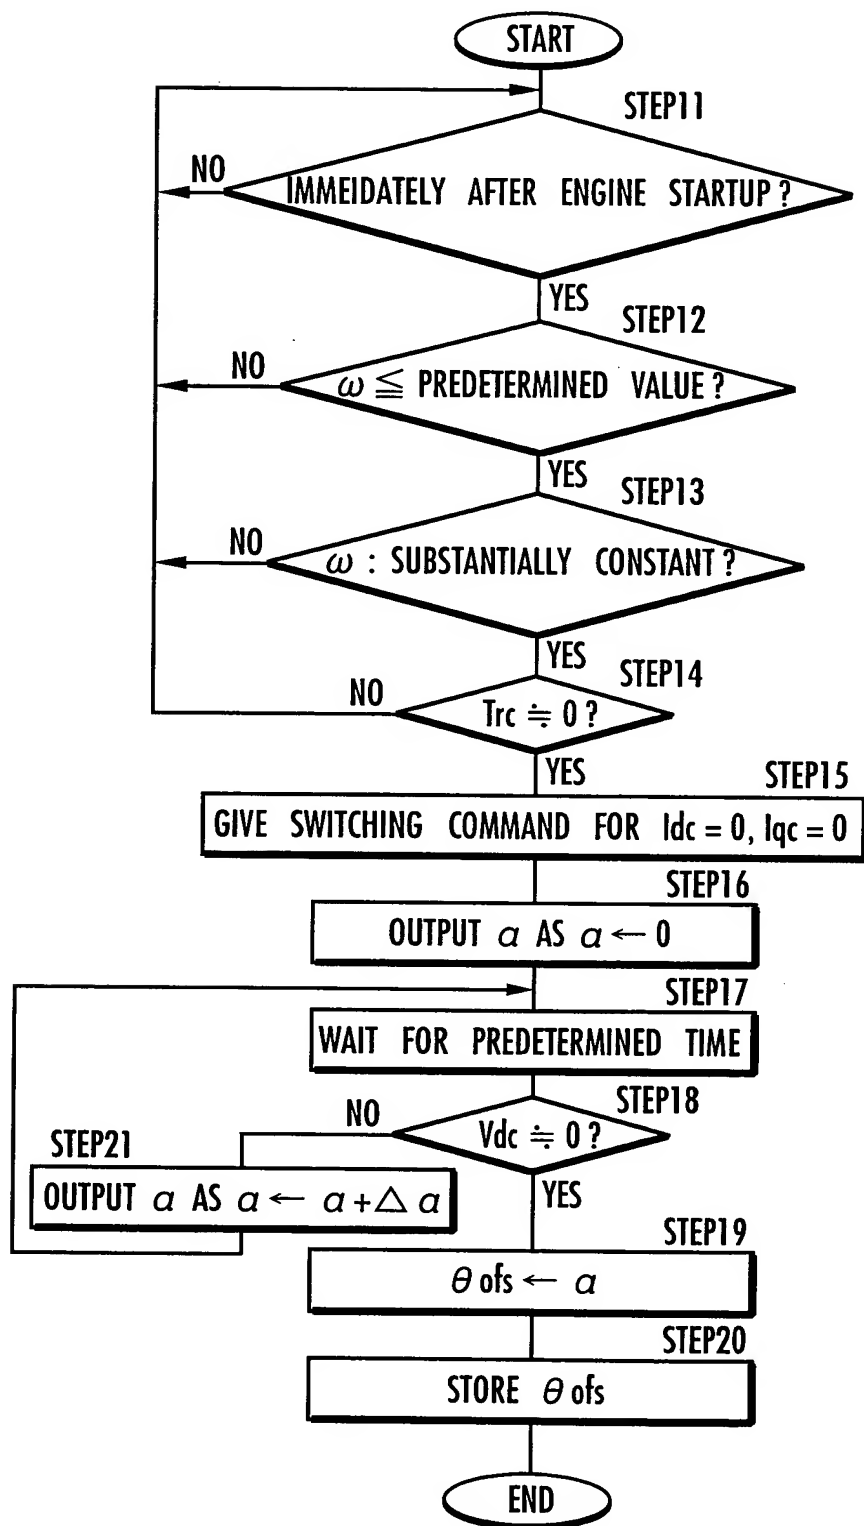 START
STEP11
NO
IMMEIDATELY AFTER ENGINE STARTUP?
YES
STEP12
NO
ω ≦ PREDETERMINED VALUE?
YES
STEP13
NO
ω : SUBSTANTIALLY CONSTANT?
YES
STEP14
NO
Trc ≒ 0?
YES
STEP15
GIVE SWITCHING COMMAND FOR Idc = 0, Iqc = 0
STEP16
OUTPUT α AS α ← 0
STEP17
WAIT FOR PREDETERMINED TIME
STEP18
NO
Vdc ≒ 0?
STEP21
YES
OUTPUT α AS α ← α + △ α
STEP19
θ ofs ← α
STEP20
STORE θ ofs
END